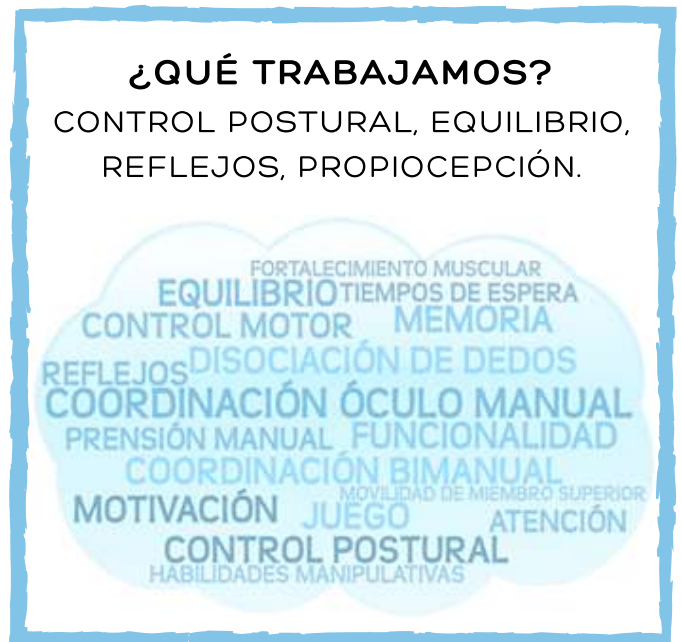 ¿QUÉ TRABAJAMOS?
CONTROL POSTURAL, EQUILIBRIO,
REFLEJOS, PROPIOCEPCIÓN.
FORTALECIMIENTO MUSCULAR
EQUILIBRIO TIEMPOS DE ESPERA
CONTROL MOTOR MEMORIA
REFLEJOS DISOCIACIÓN DE DEDOS
COORDINACIÓN ÓCULO MANUAL
PRENSIÓN MANUAL FUNCIONALIDAD
COORDINACIÓN BIMANUAL
MOVILIDAD DE MIEMBRO SUPERIOR
MOTIVACIÓN JUEGO ATENCIÓN
CONTROL POSTURAL
HABILIDADES MANIPULATIVAS